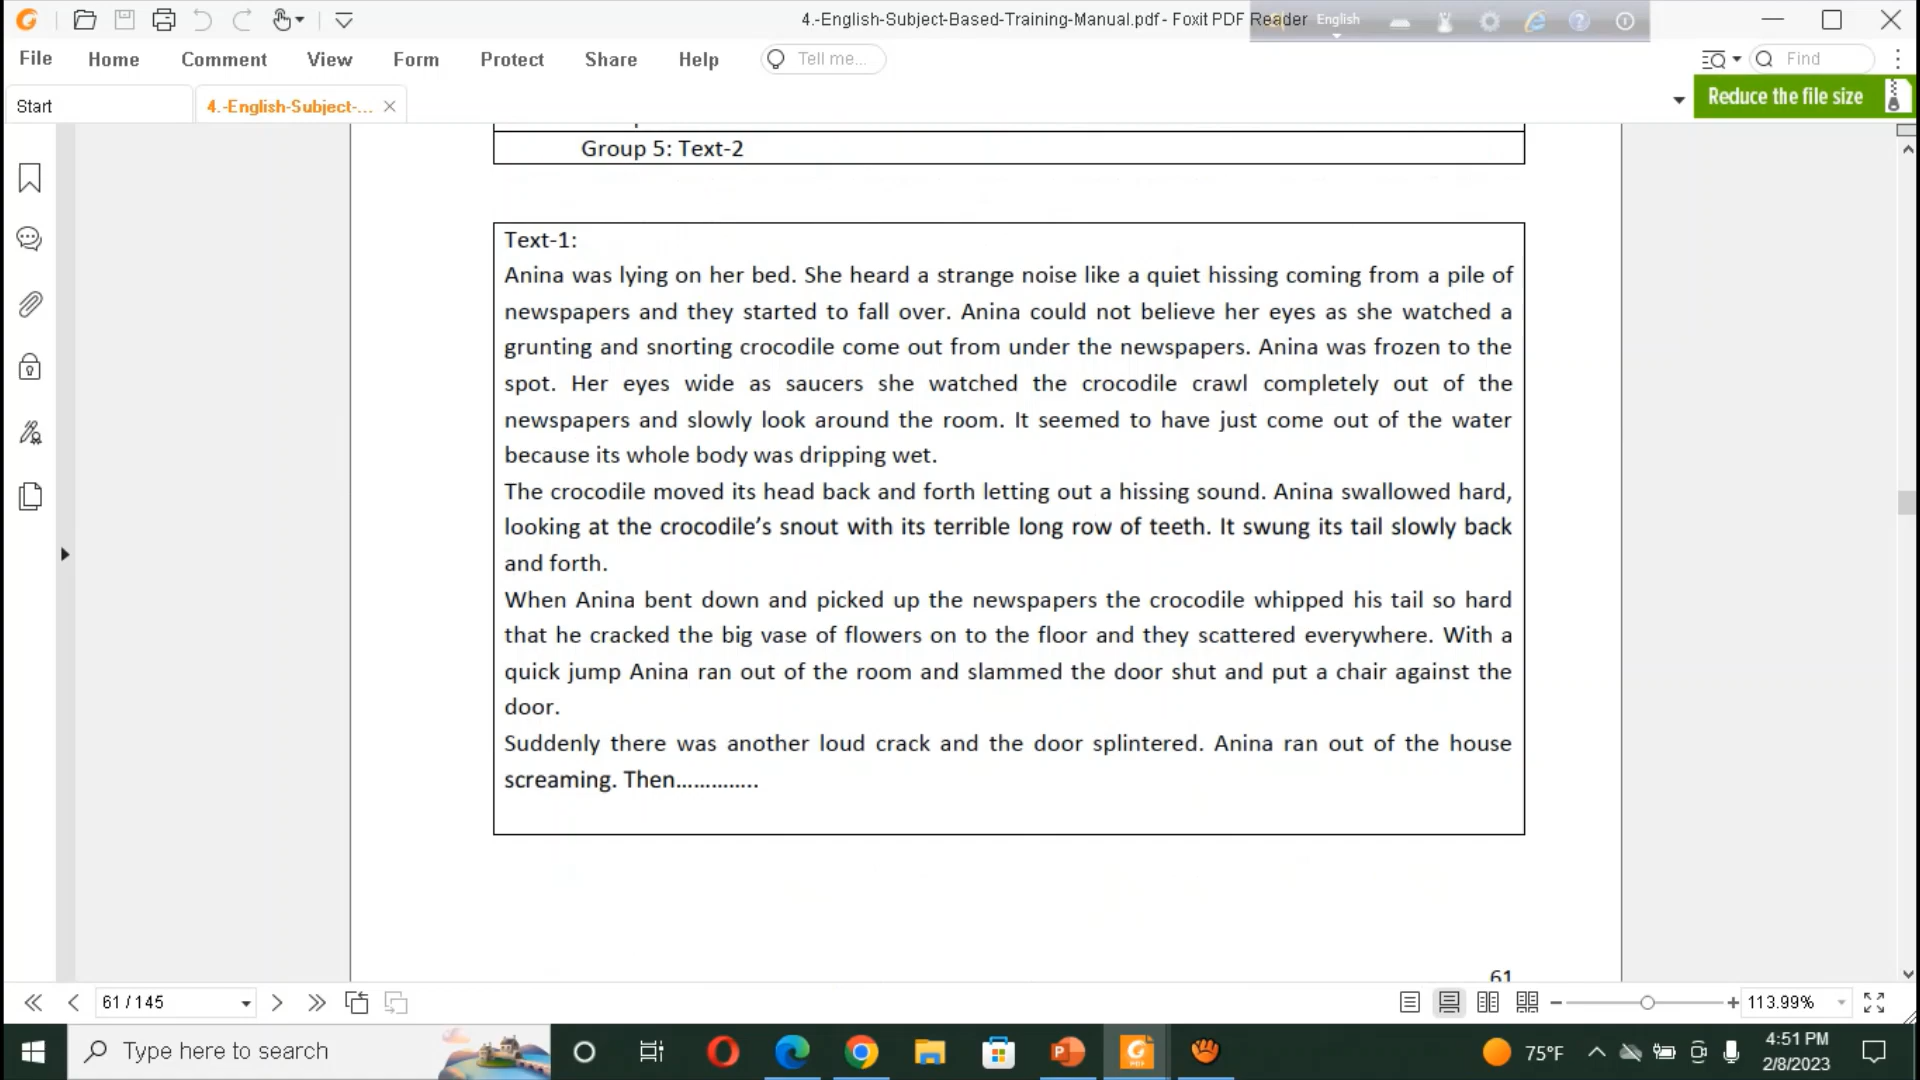 4.-English-Subject-Based-Training-Manual.pdf - Foxit PDF Reader
English
File Home Comment View Form Protect Share Help Tell me... Find
Start 4.-English-Subject-... Reduce the file size
Group 5: Text-2
Text-1:
Anina was lying on her bed. She heard a strange noise like a quiet hissing coming from a pile of
newspapers and they started to fall over. Anina could not believe her eyes as she watched a
grunting and snorting crocodile come out from under the newspapers. Anina was frozen to the
spot. Her eyes wide as saucers she watched the crocodile crawl completely out of the
newspapers and slowly look around the room. It seemed to have just come out of the water
because its whole body was dripping wet.
The crocodile moved its head back and forth letting out a hissing sound. Anina swallowed hard,
looking at the crocodile’s snout with its terrible long row of teeth. It swung its tail slowly back
and forth.
When Anina bent down and picked up the newspapers the crocodile whipped his tail so hard
that he cracked the big vase of flowers on to the floor and they scattered everywhere. With a
quick jump Anina ran out of the room and slammed the door shut and put a chair against the
door.
Suddenly there was another loud crack and the door splintered. Anina ran out of the house
screaming. Then…………..
61
61 / 145 113.99%
Type here to search 75°F 4:51 PM
2/8/2023